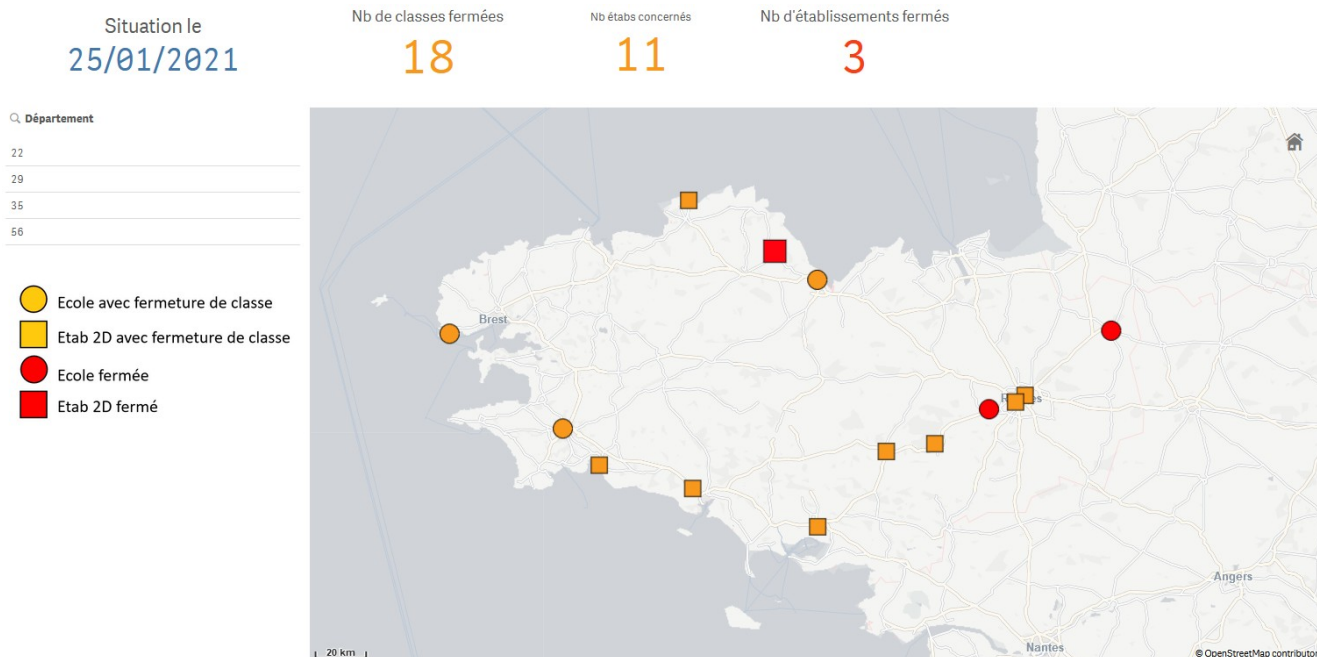 Situation le
25/01/2021
Nb de classes fermées
18
Nb étabs concernés
11
Nb d'établissements fermés
3
Département
22
29
35
56
Ecole avec fermeture de classe
Etab 2D avec fermeture de classe
Ecole fermée
Etab 2D fermé
Brest
Angers
Nantes
20 km
© OpenStreetMap contributor